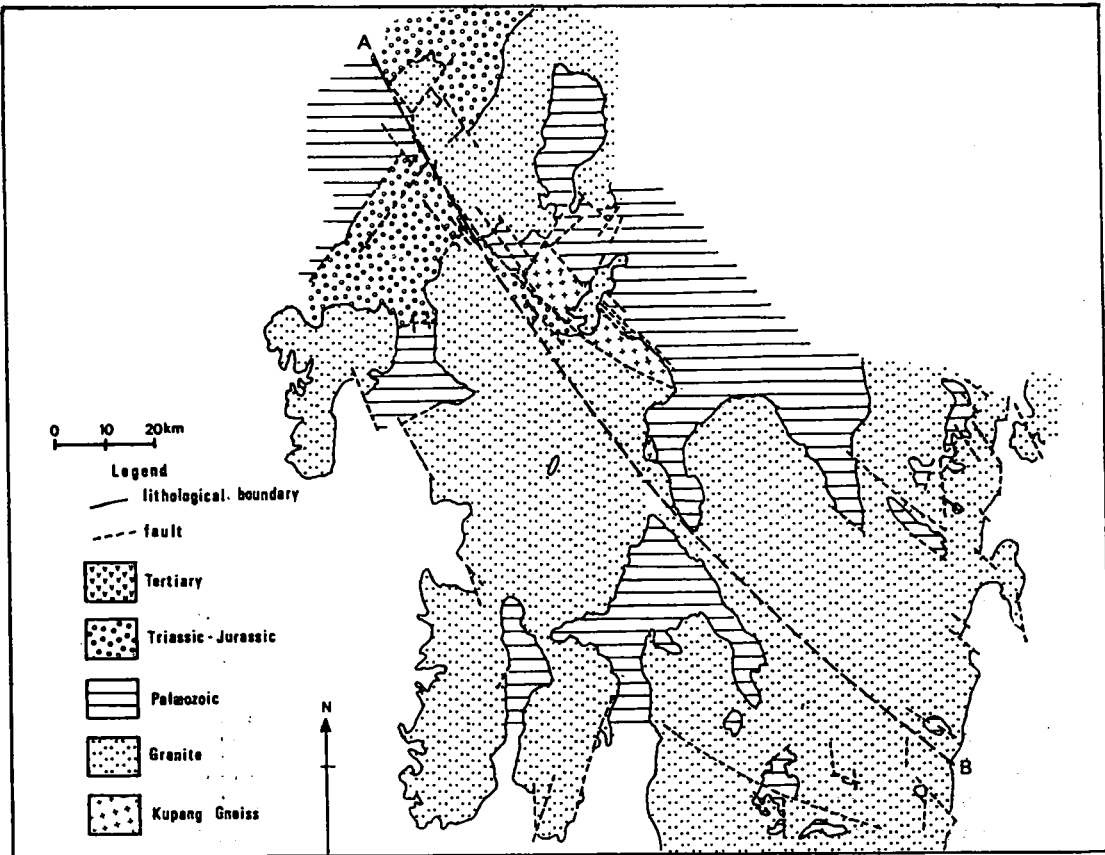 A
0 10 20km
Legend
lithological boundary
fault
Tertiary
Triassic - Jurassic
Palæozoic
N
Granite
B
Kupang Gneiss